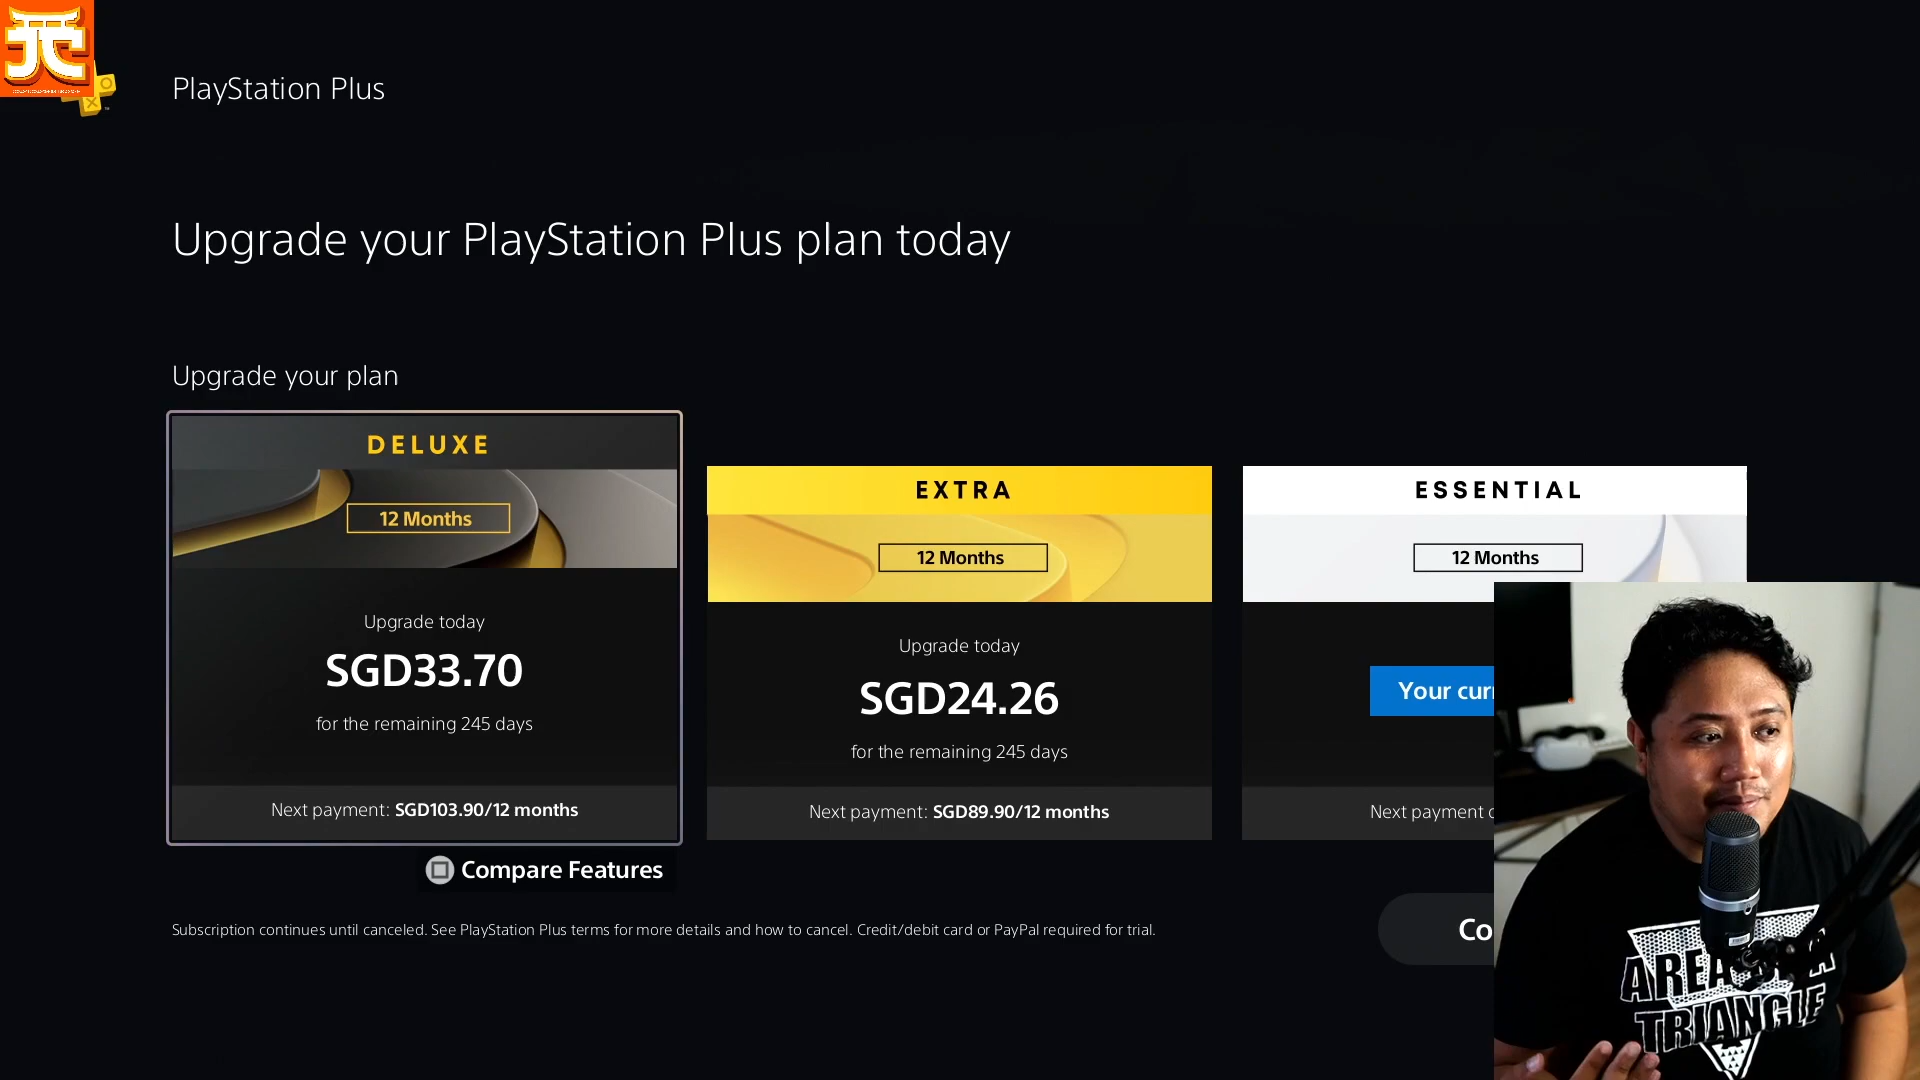 PlayStation Plus
Upgrade your PlayStation Plus plan today
Upgrade your plan
DELUXE
12 Months
Upgrade today
SGD33.70
for the remaining 245 days
Next payment: SGD103.90/12 months
Compare Features
EXTRA
12 Months
Upgrade today
SGD24.26
for the remaining 245 days
Next payment: SGD89.90/12 months
ESSENTIAL
12 Months
Your
Next payment
Subscription continues until canceled. See PlayStation Plus terms for more details and how to cancel. Credit/debit card or PayPal required for trial.
TRIANGLE